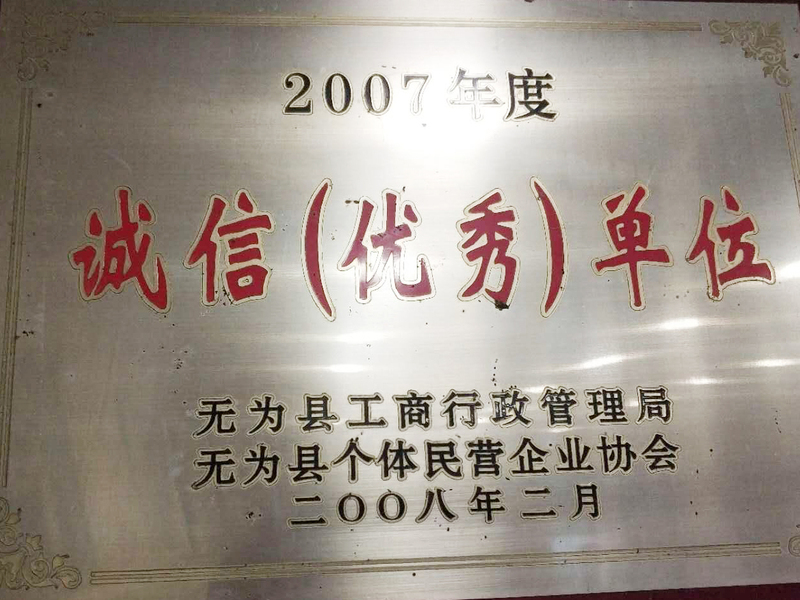 2007年度
诚信(优秀)单位
无为县工商行政管理局
无为县个体民营企业协会
二OO八年二月